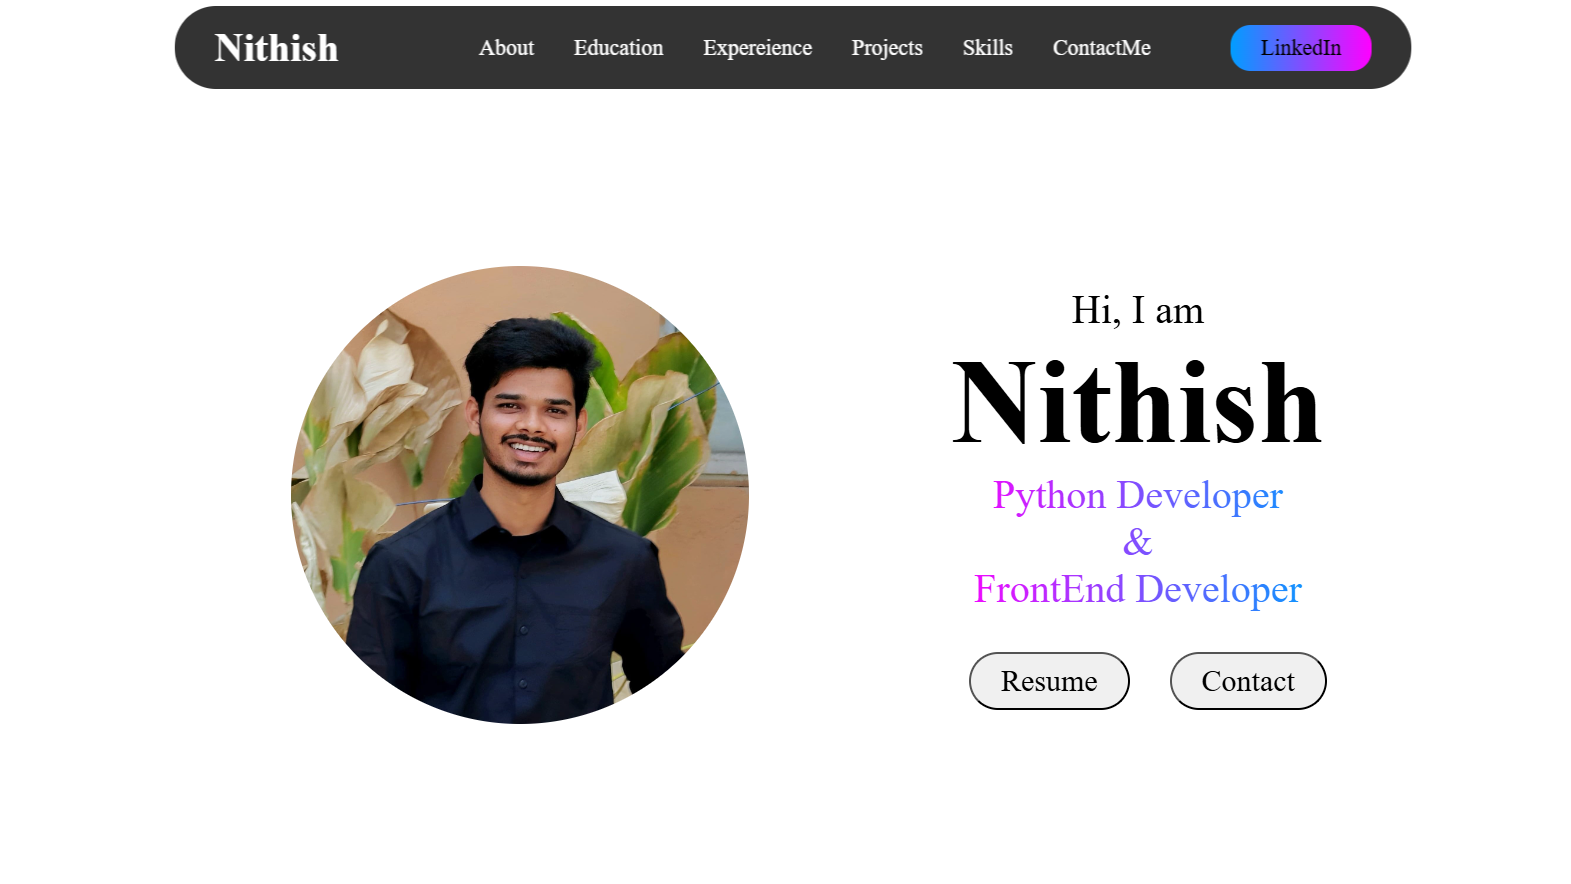 Nithish About Education Expereience Projects Skills ContactMe LinkedIn
Hi, I am
Nithish
Python Developer
&
FrontEnd Developer
Resume Contact